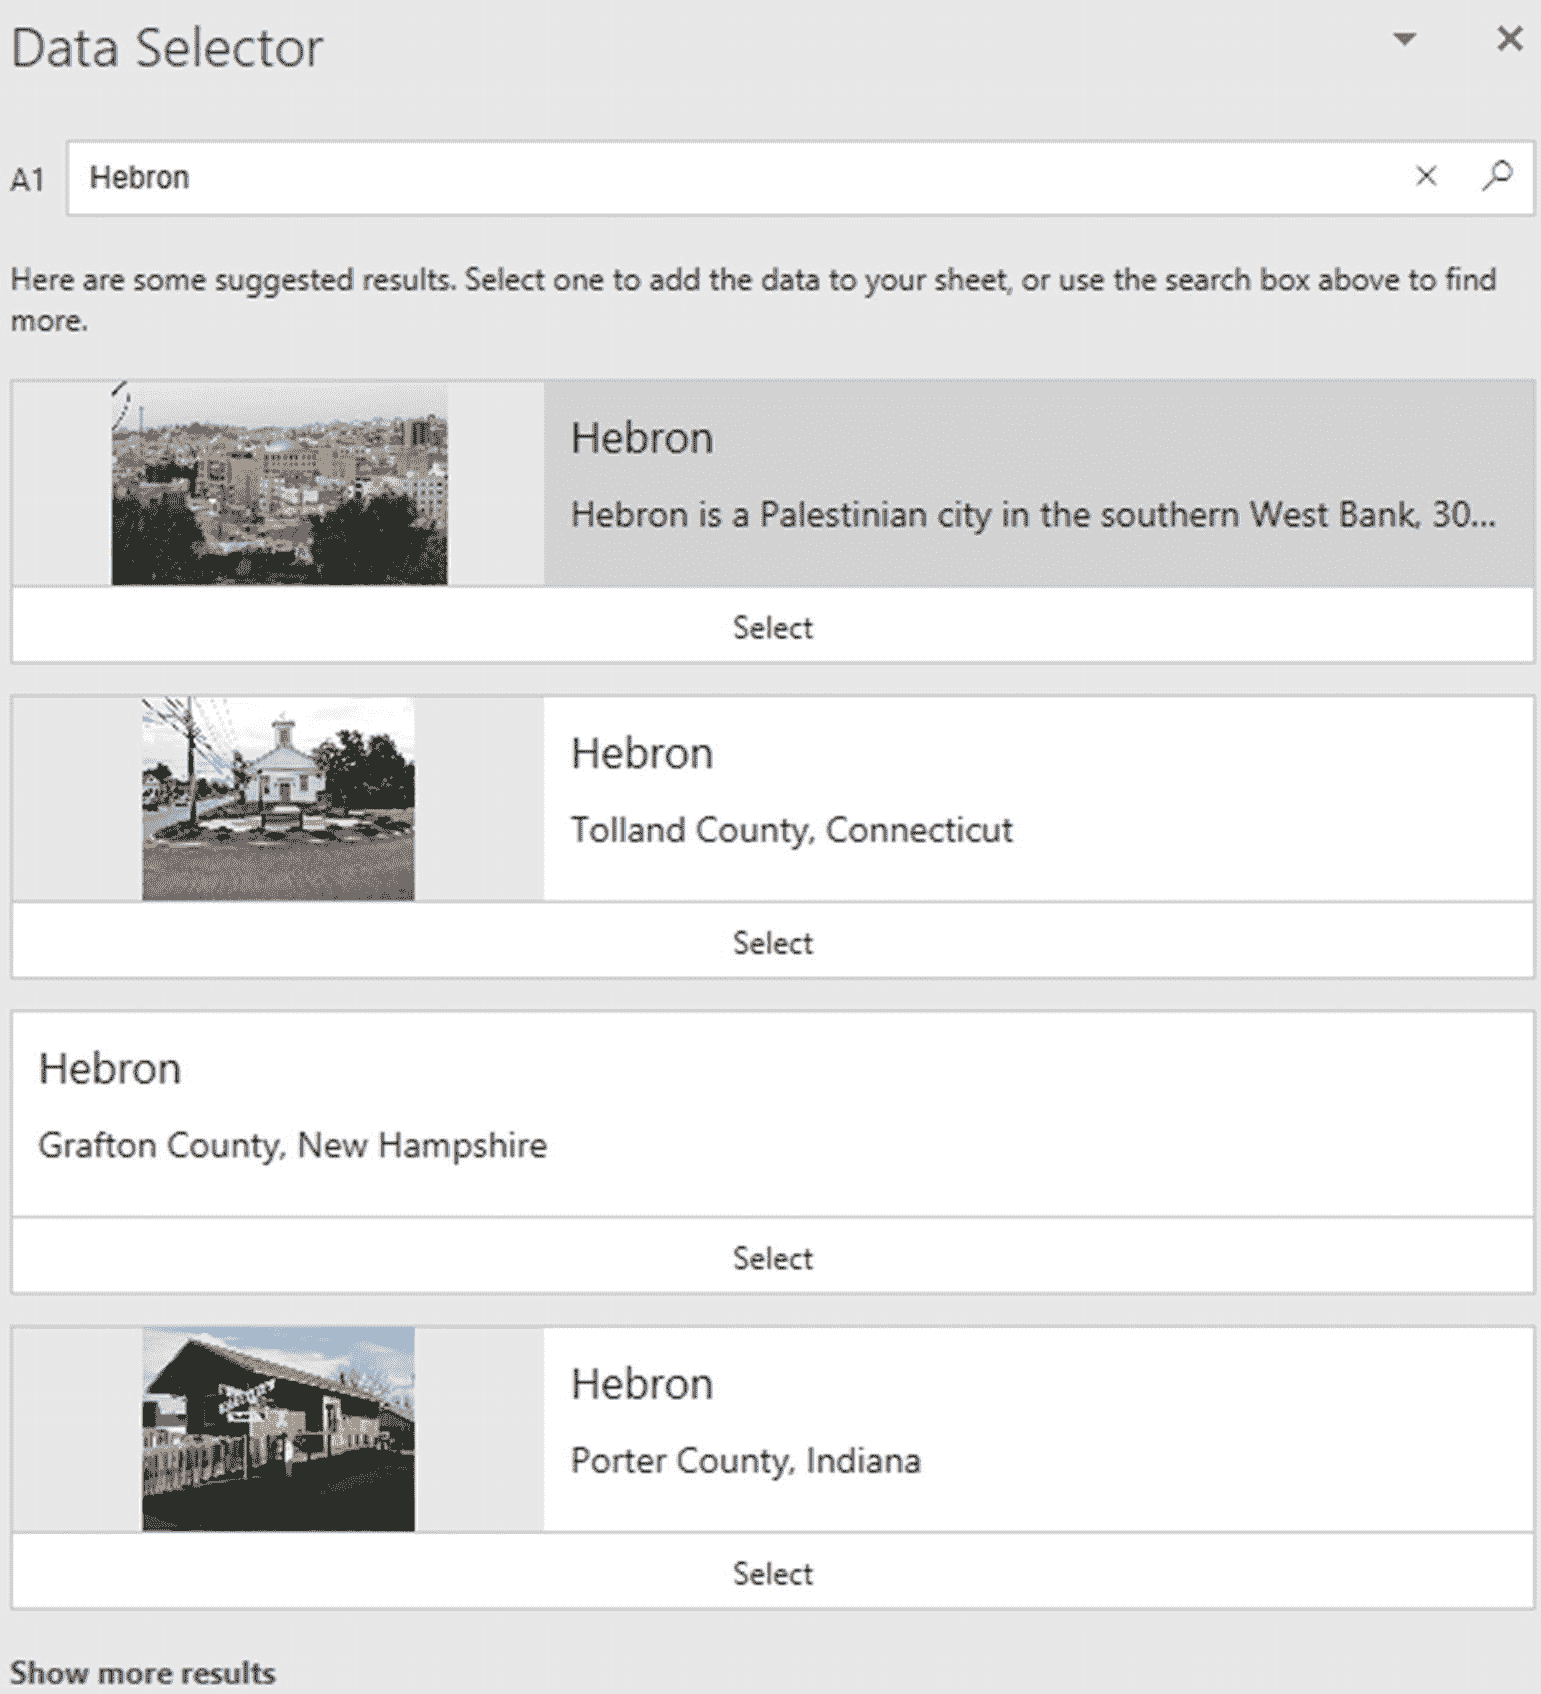 Data Selector
A1 Hebron
Here are some suggested results. Select one to add the data to your sheet, or use the search box above to find
more.
Hebron
Hebron is a Palestinian city in the southern West Bank, 30...
Select
Hebron
Tolland County, Connecticut
Select
Hebron
Grafton County, New Hampshire
Select
Hebron
Porter County, Indiana
Select
Show more results